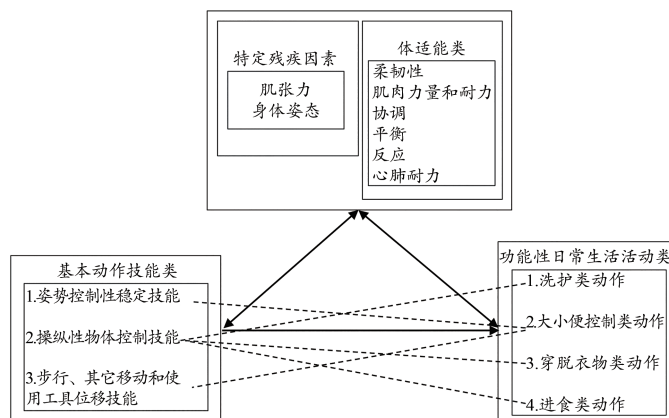 特定残疾因素
肌张力
身体姿态
体适能类
柔韧性
肌肉力量和耐力
协调
平衡
反应
心肺耐力
基本动作技能类
1.姿势控制性稳定技能
2.操纵性物体控制技能
3.步行、其它移动和使
用工具位移技能
功能性日常生活活动类
1.洗护类动作
2.大小便控制类动作
3.穿脱衣物类动作
4.进食类动作